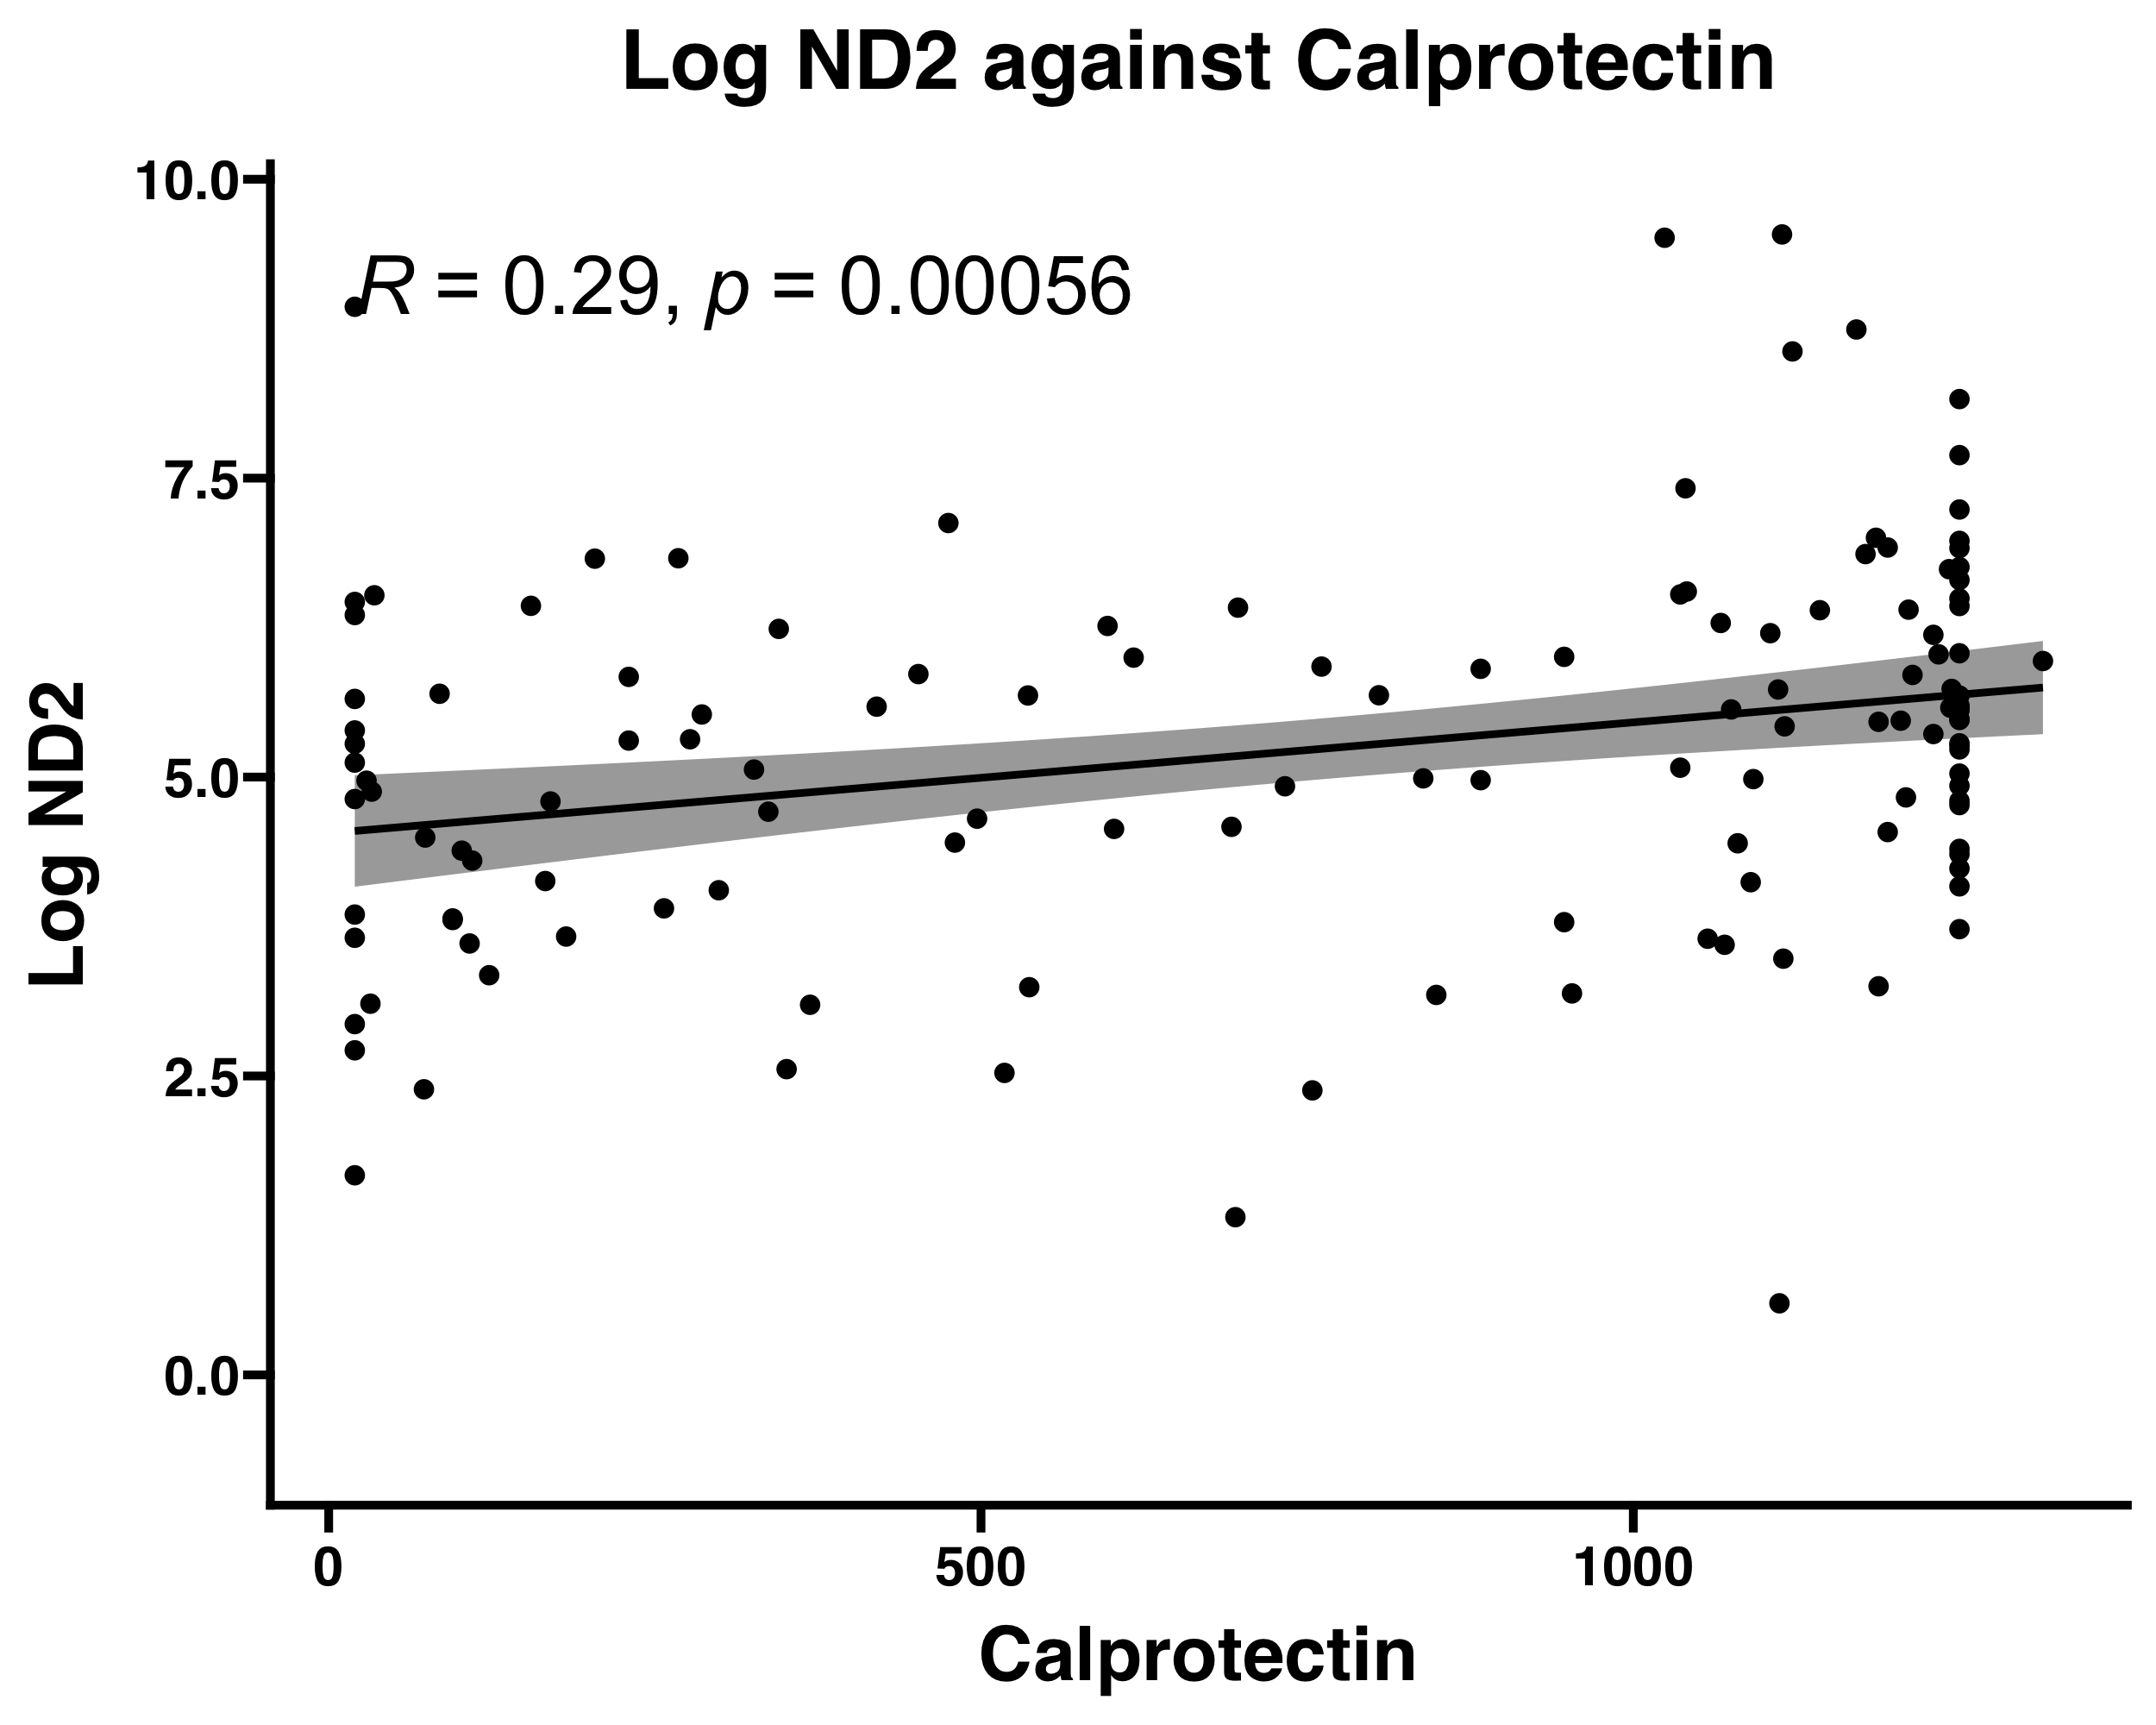 Log ND2 against Calprotectin
R = 0.29, p = 0.00056
10.0
7.5
5.0
2.5
0.0
Log ND2
0 500 1000
Calprotectin